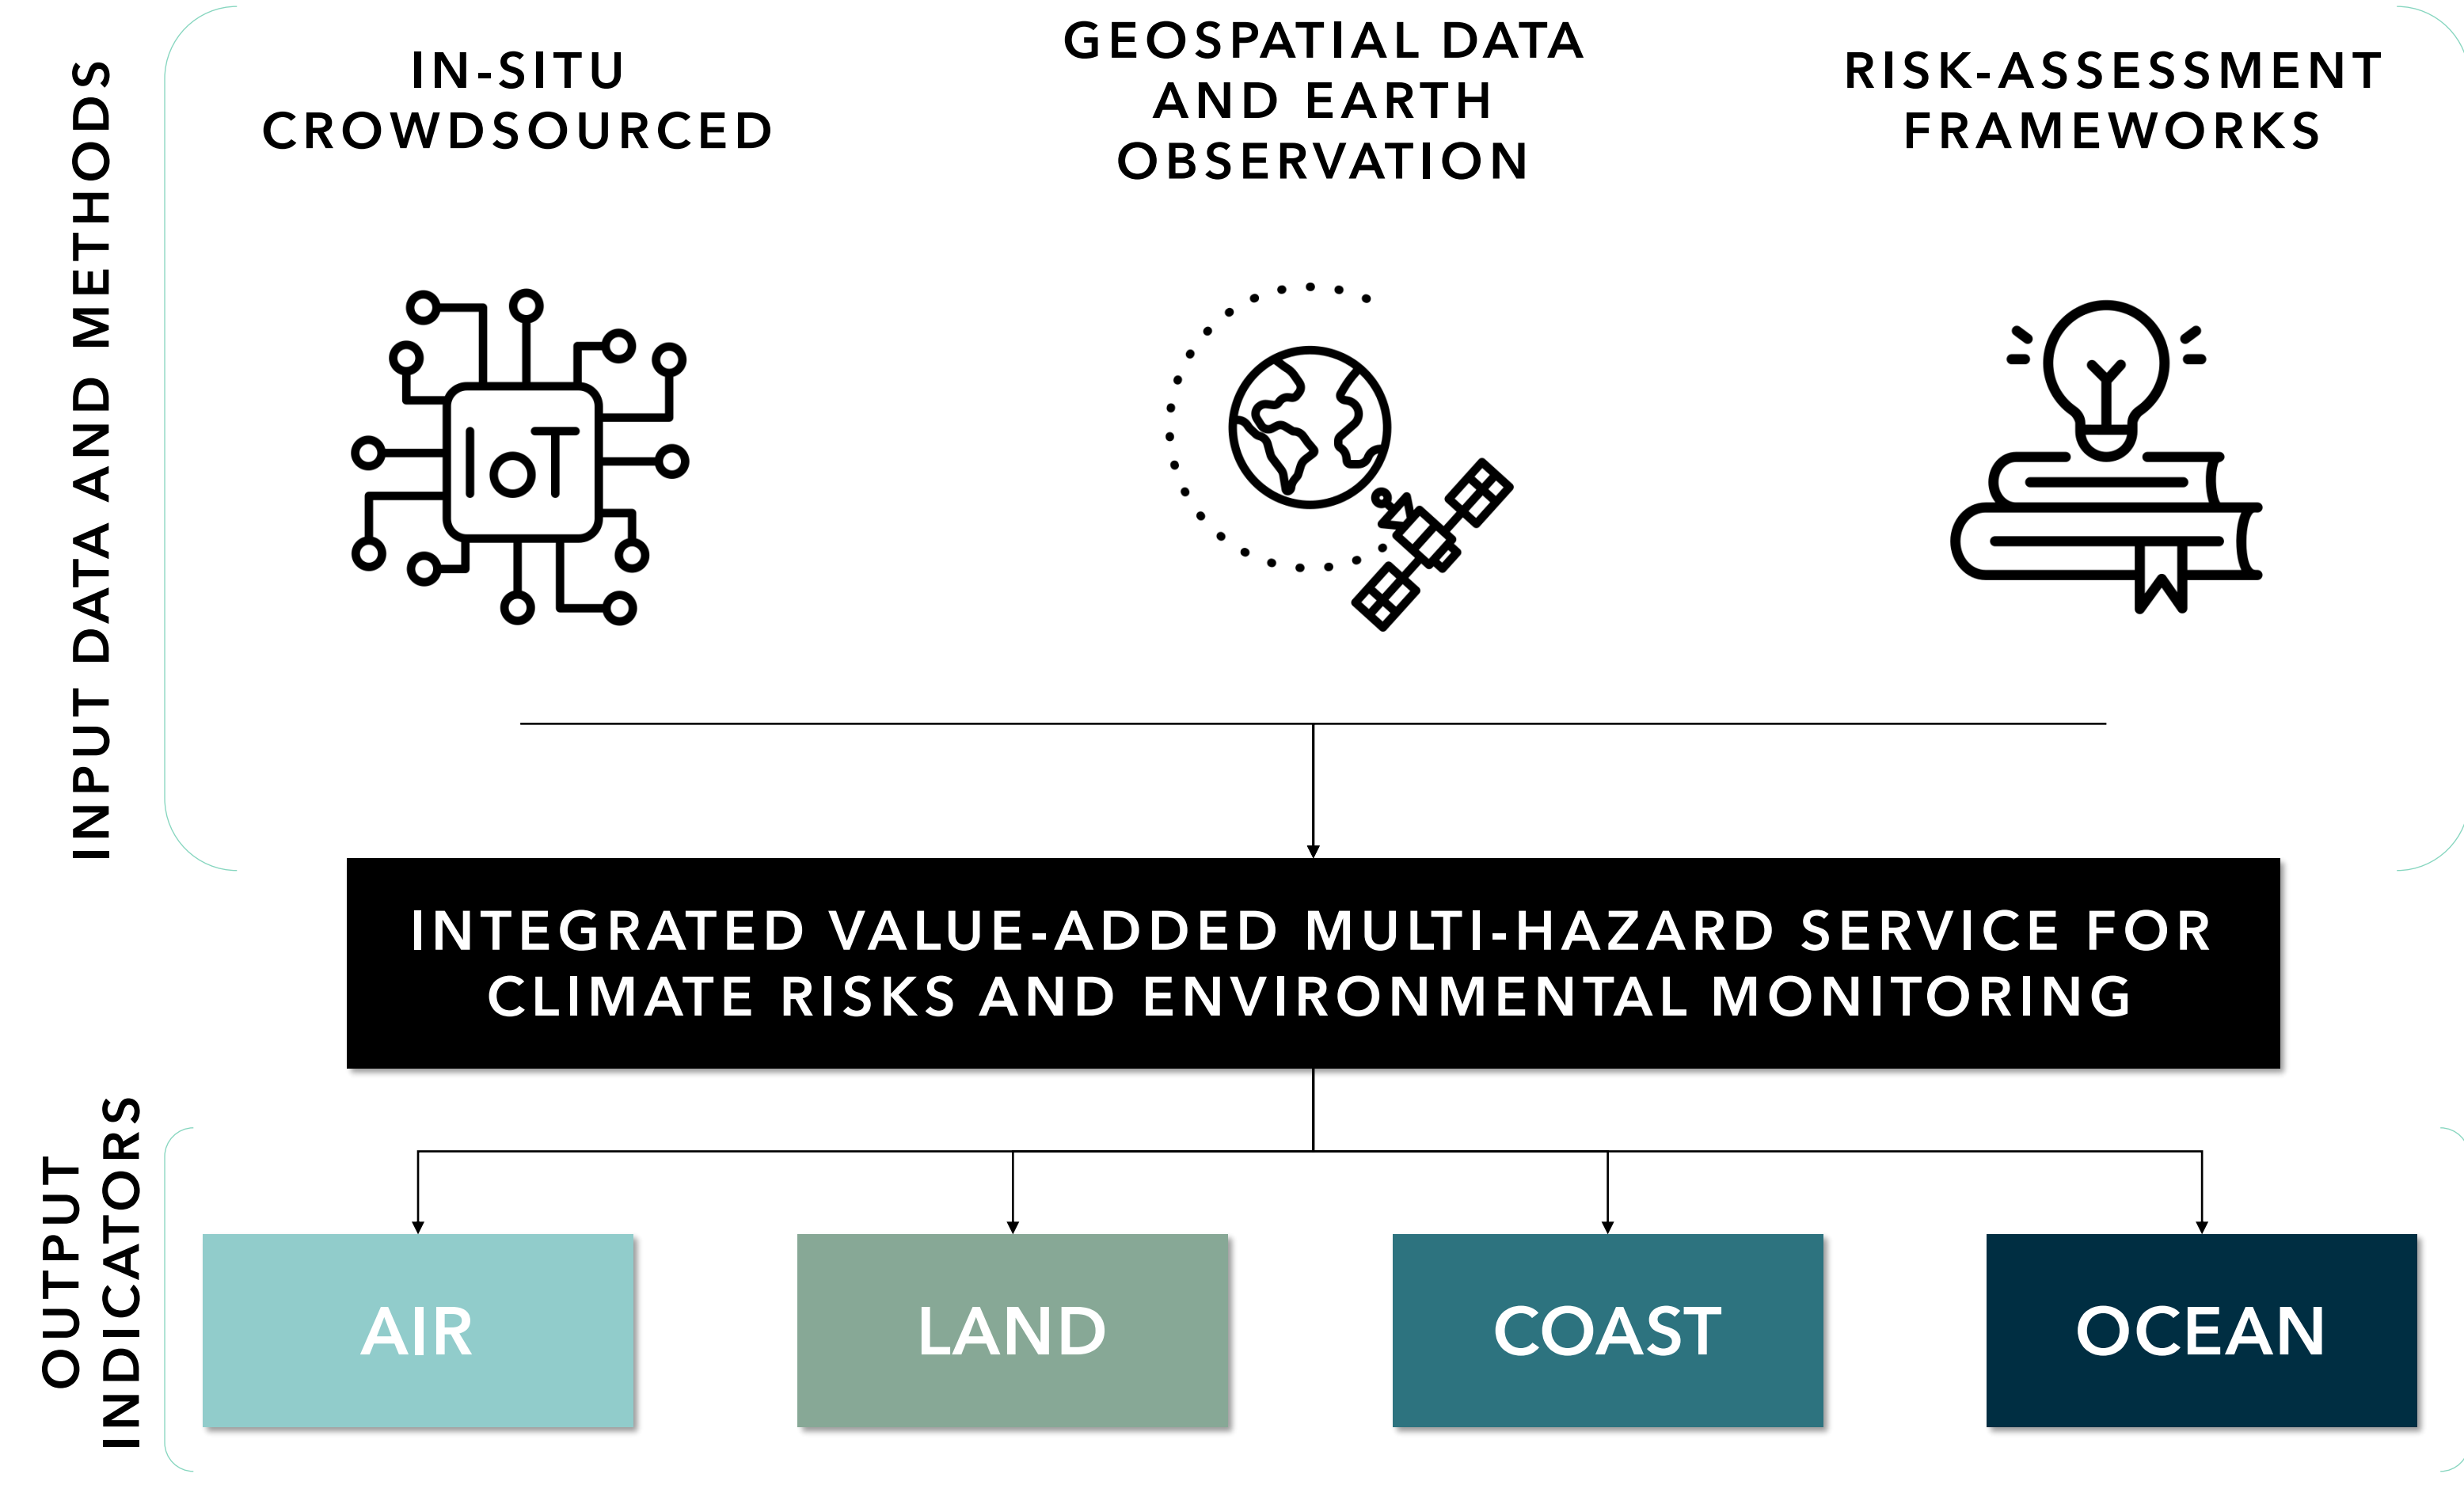 INPUT DATA AND METHODS
IN-SITU
CROWDSOURCED
GEOSPATIAL DATA
AND EARTH
OBSERVATION
RISK-ASSESSMENT
FRAMEWORKS
IoT
INTEGRATED VALUE-ADDED MULTI-HAZARD SERVICE FOR
CLIMATE RISKS AND ENVIRONMENTAL MONITORING
OUTPUT
INDICATORS
AIR
LAND
COAST
OCEAN